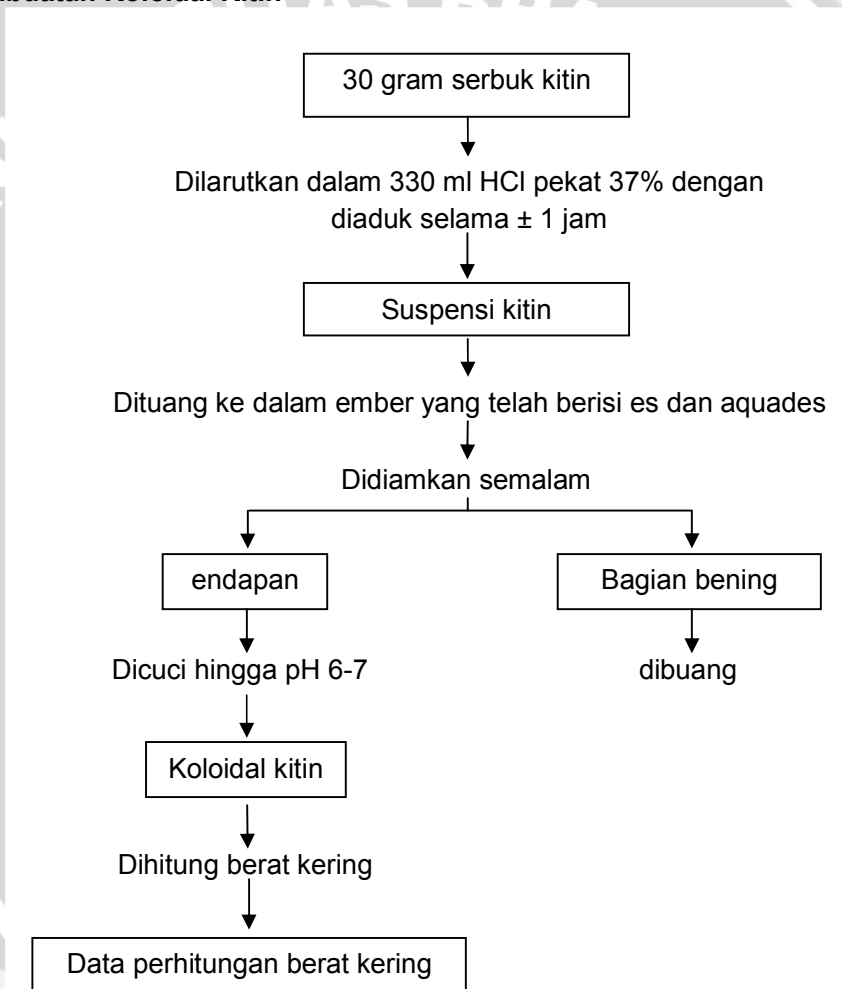 30 gram serbuk kitin
Dilarutkan dalam 330 ml HCl pekat 37% dengan
diaduk selama ± 1 jam
Suspensi kitin
Dituang ke dalam ember yang telah berisi es dan aquades
Didiamkan semalam
endapan
Bagian bening
Dicuci hingga pH 6-7
dibuang
Koloidal kitin
Dihitung berat kering
Data perhitungan berat kering